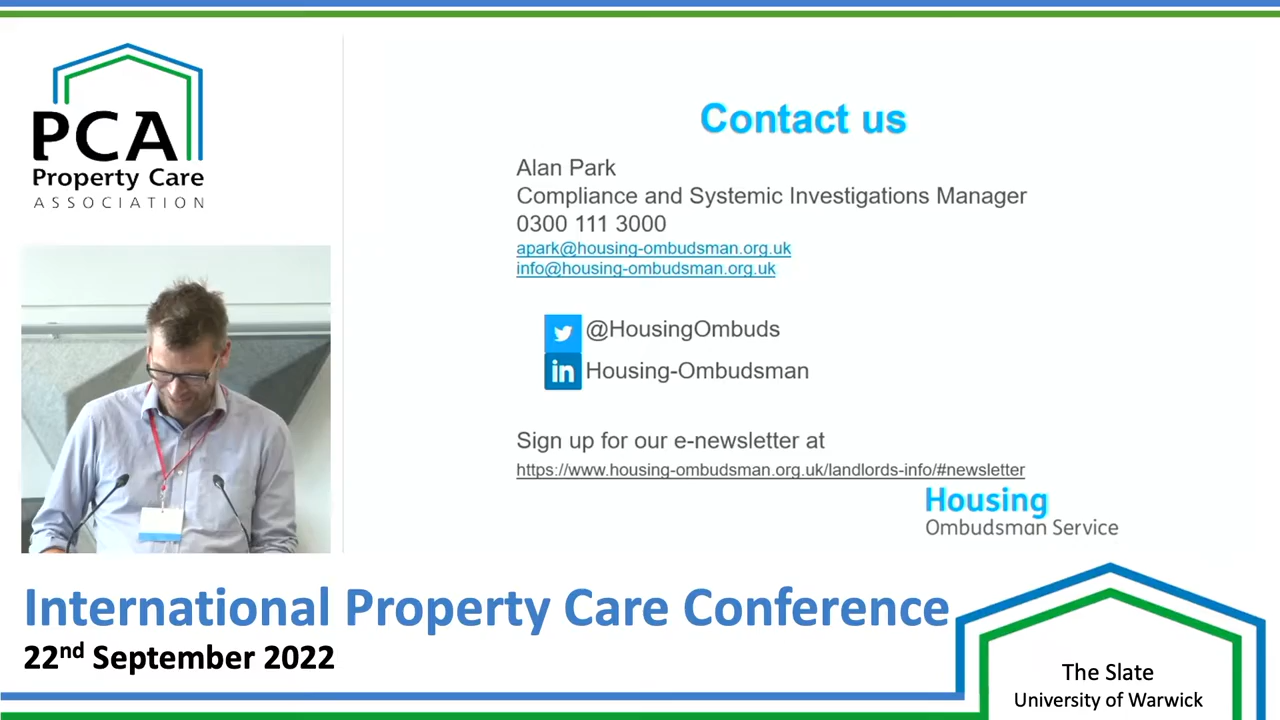 PCA
Property Care
ASSOCIATION
Contact us
Alan Park
Compliance and Systemic Investigations Manager
0300 111 3000
apark@housing-ombudsman.org.uk
info@housing-ombudsman.org.uk
@HousingOmbuds
in Housing-Ombudsman
Sign up for our e-newsletter at
https://www.housing-ombudsman.org.uk/landlords-info/#newsletter
Housing
Ombudsman Service
International Property Care Conference
22nd September 2022
The Slate
University of Warwick